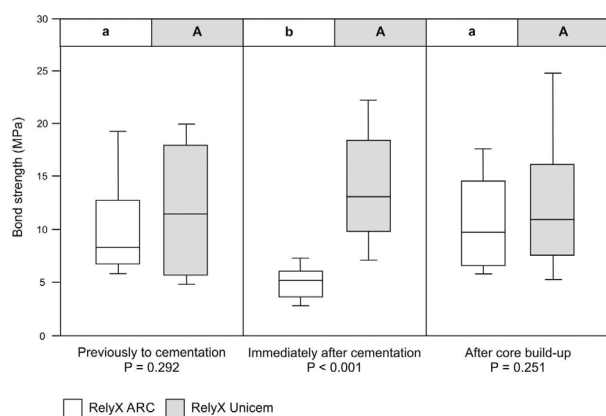 30
a A b A a A
25
20
15
10
5
0
Bond strength (MPa)
Previously to cementation
P = 0.292
Immediately after cementation
P < 0.001
After core build-up
P = 0.251
RelyX ARC
RelyX Unicem